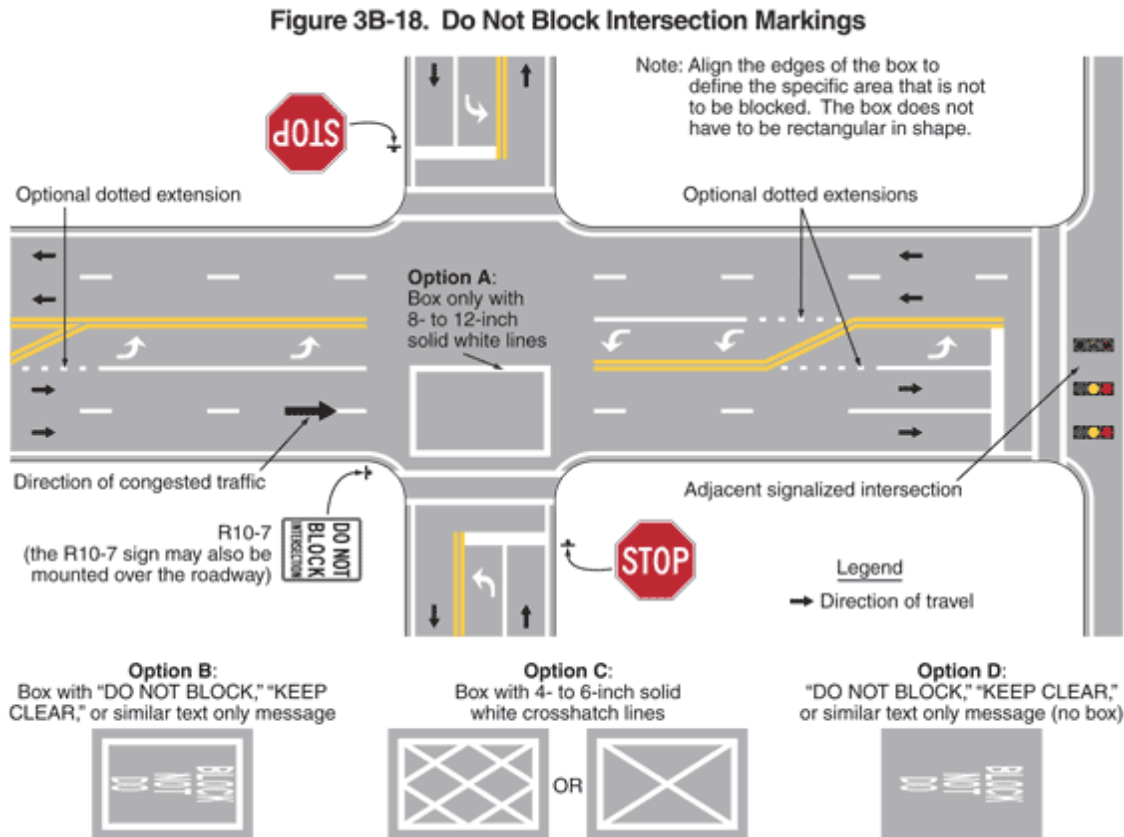 Figure 3B-18. Do Not Block Intersection Markings
Note: Align the edges of the box to
define the specific area that is not
to be blocked. The box does not
have to be rectangular in shape.
STOP
Optional dotted extension
Optional dotted extensions
Option A:
Box only with
8- to 12-inch
solid white lines
Direction of congested traffic
Adjacent signalized intersection
R10-7
(the R10-7 sign may also be
mounted over the roadway)
DO NOT
BLOCK
INTERSECTION
STOP
Legend
Direction of travel
Option B:
Box with “DO NOT BLOCK,” “KEEP
CLEAR,” or similar text only message
BLOCK
NOT
DO
Option C:
Box with 4- to 6-inch solid
white crosshatch lines
OR
Option D:
“DO NOT BLOCK,” “KEEP CLEAR,”
or similar text only message (no box)
BLOCK
NOT
DO